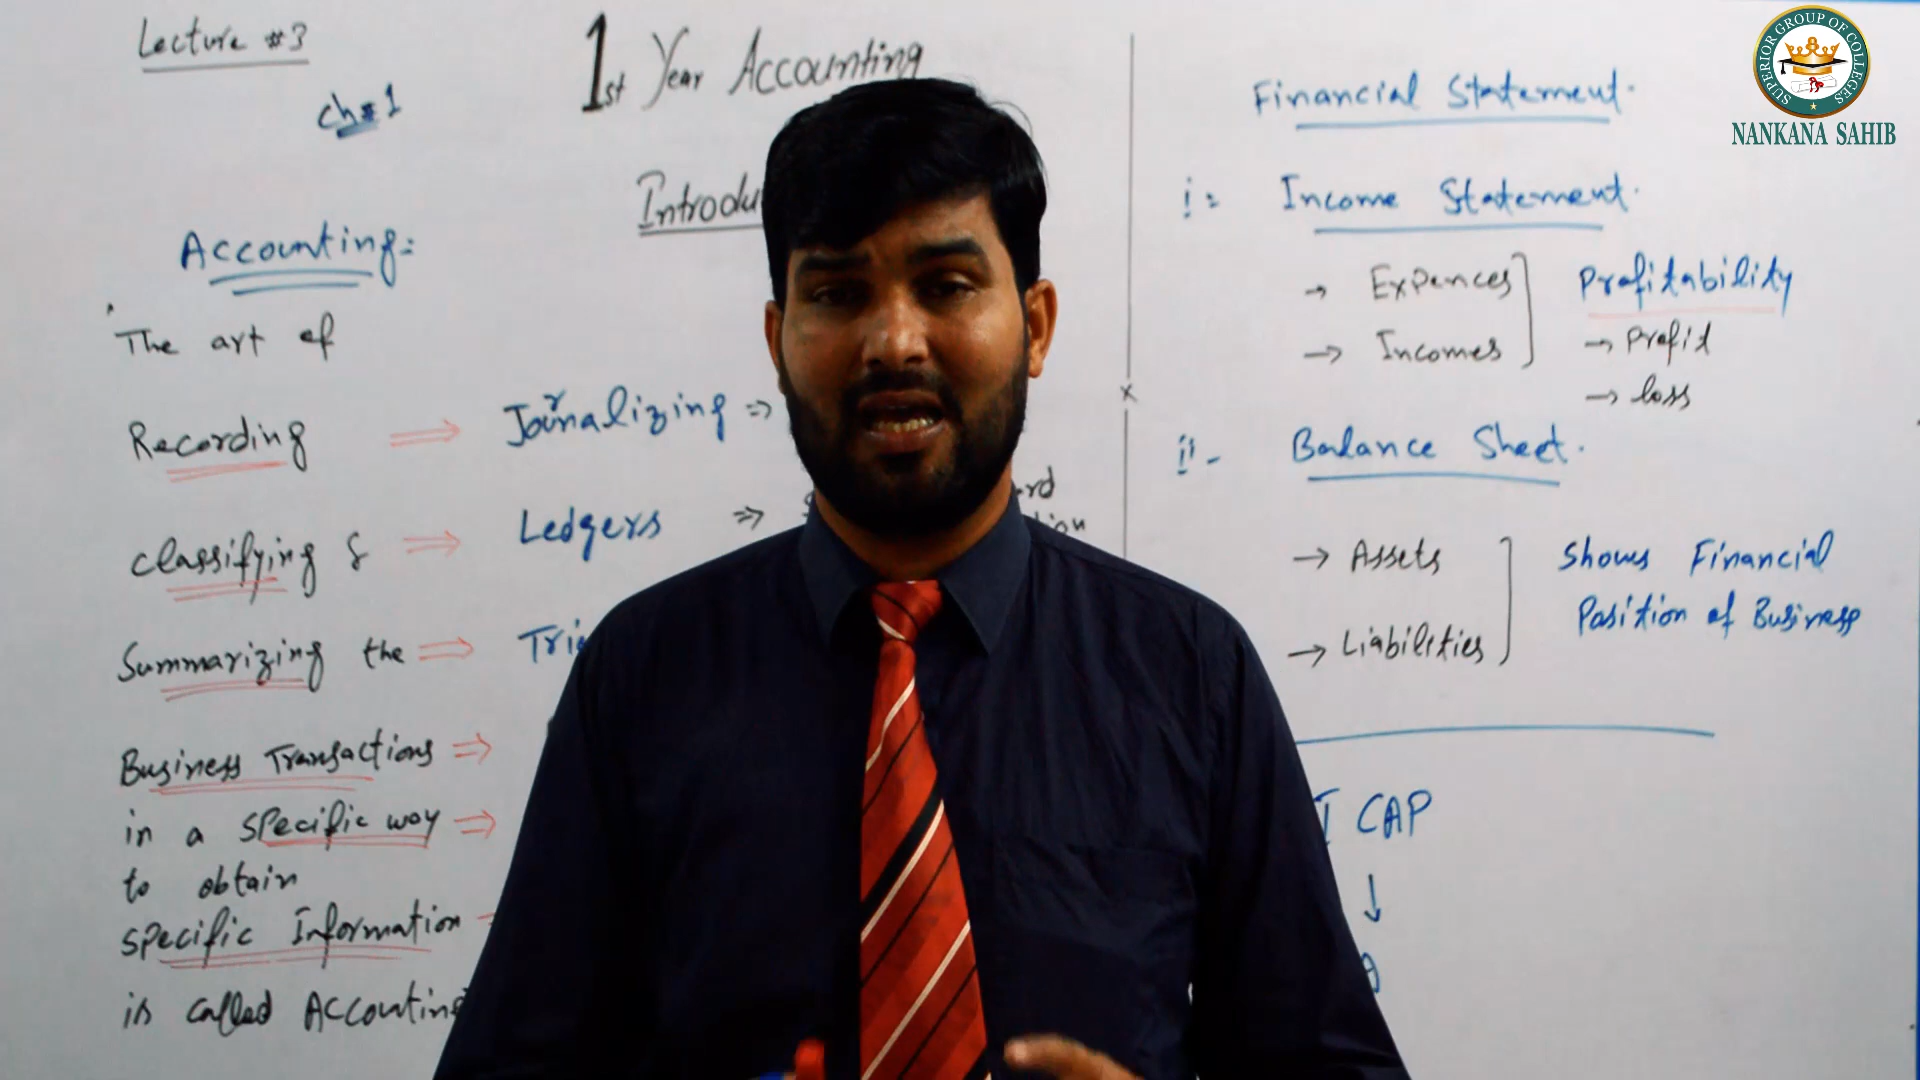 Lecture #3
ch#1
1st Year Accounting
Accounting:
The art of
Recording ⇒ Journalizing ⇒
classifying & ⇒ Ledgers ⇒
Summarizing the ⇒
Business Transactions ⇒
in a specific way ⇒
to obtain
specific Information
is called Accounting
Financial Statement.
i: Income Statement.
→ Expences
→ Incomes
Profitability
→ Profit
→ loss
ii- Balance Sheet.
→ Assets
→ Liabilities
Shows Financial
Position of Business
CAP
↓
SUPERIOR GROUP OF COLLEGES
NANKANA SAHIB